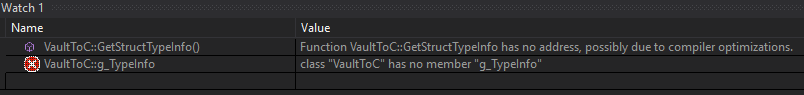 Watch 1
Name Value
VaultToC::GetStructTypeInfo() Function VaultToC::GetStructTypeInfo has no address, possibly due to compiler optimizations.
VaultToC::g_TypeInfo class "VaultToC" has no member "g_TypeInfo"